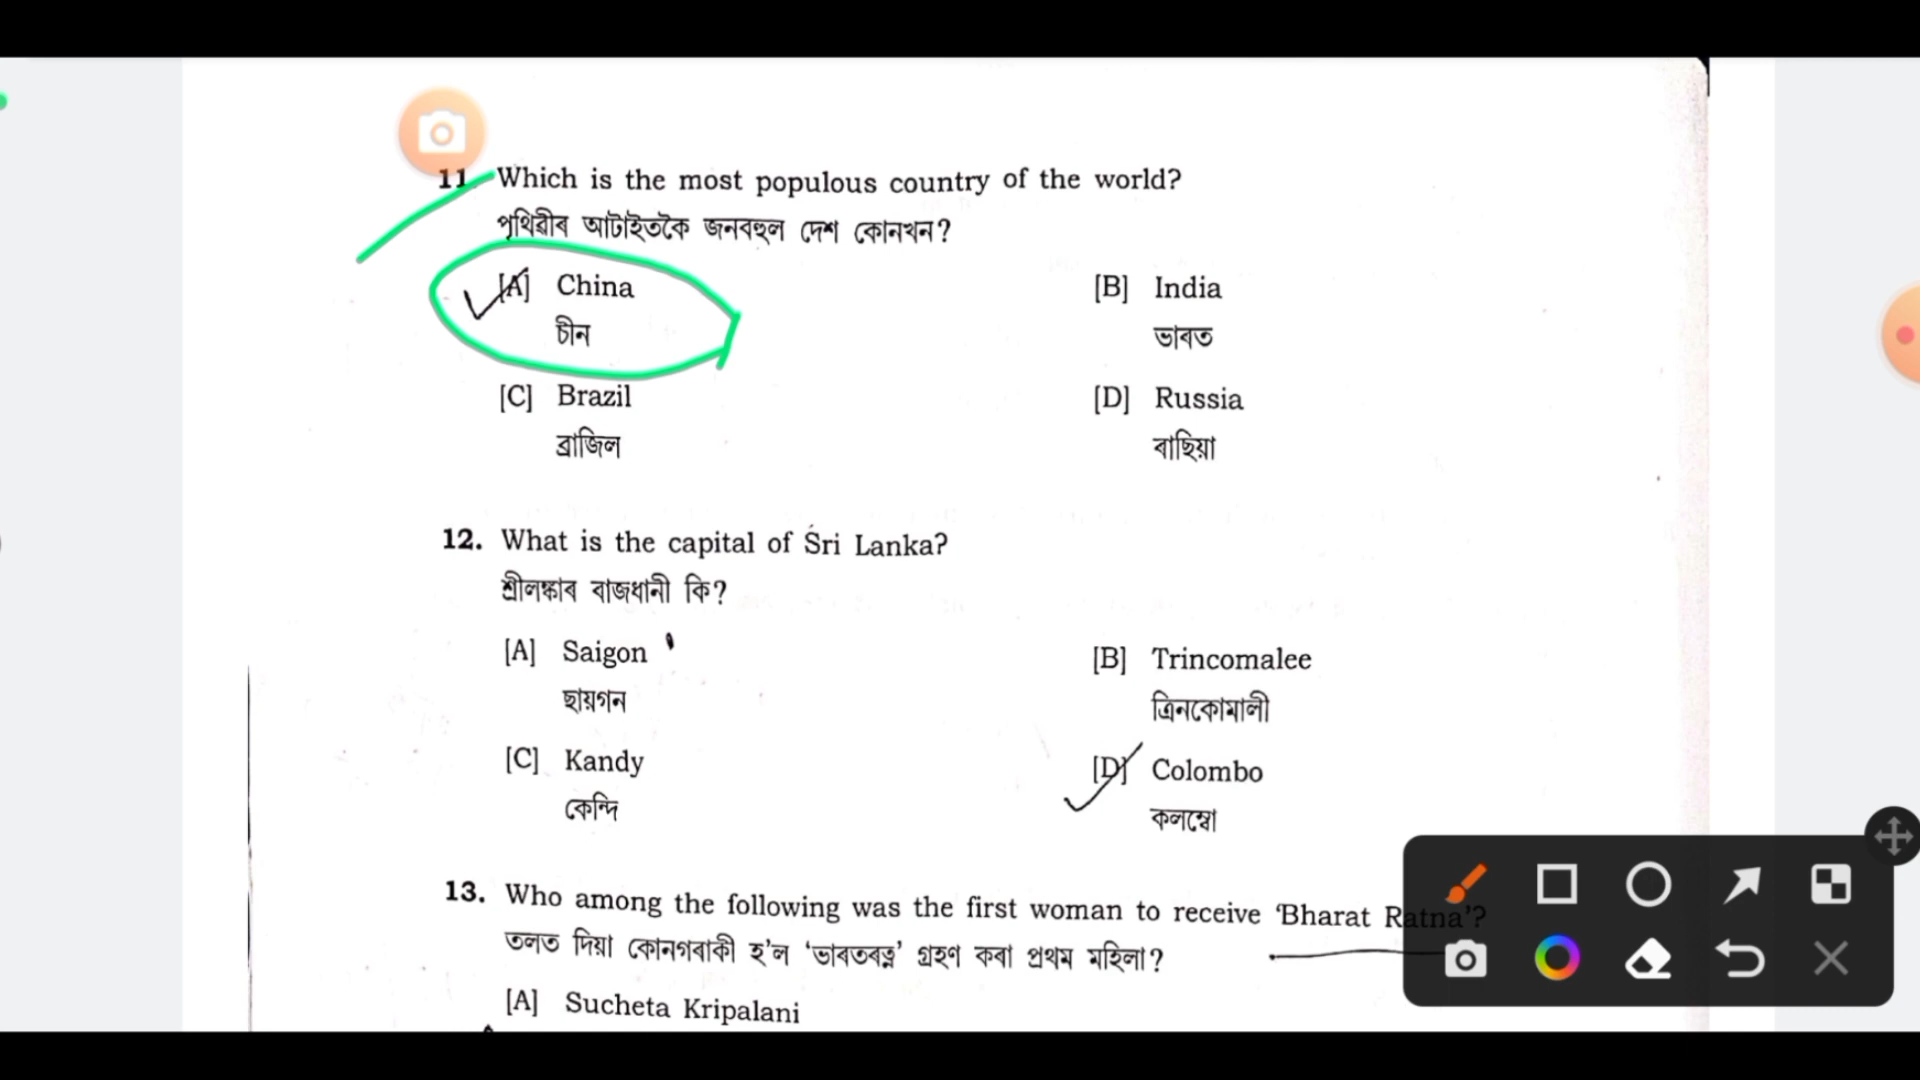 11. Which is the most populous country of the world?
পৃথিৱীৰ আটাইতকৈ জনবহুল দেশ কোনখন?
[A] China [B] India
চীন ভাৰত
[C] Brazil [D] Russia
ব্ৰাজিল ৰাছিয়া
12. What is the capital of Śri Lanka?
শ্ৰীলঙ্কাৰ ৰাজধানী কি?
[A] Saigon [B] Trincomalee
ছায়গন ত্ৰিনকোমালী
[C] Kandy [D] Colombo
কেন্দি কলম্বো
13. Who among the following was the first woman to receive ‘Bharat Ratna’?
তলত দিয়া কোনগৰাকী হ’ল ‘ভাৰতৰত্ন’ গ্ৰহণ কৰা প্ৰথম মহিলা?
[A] Sucheta Kripalani